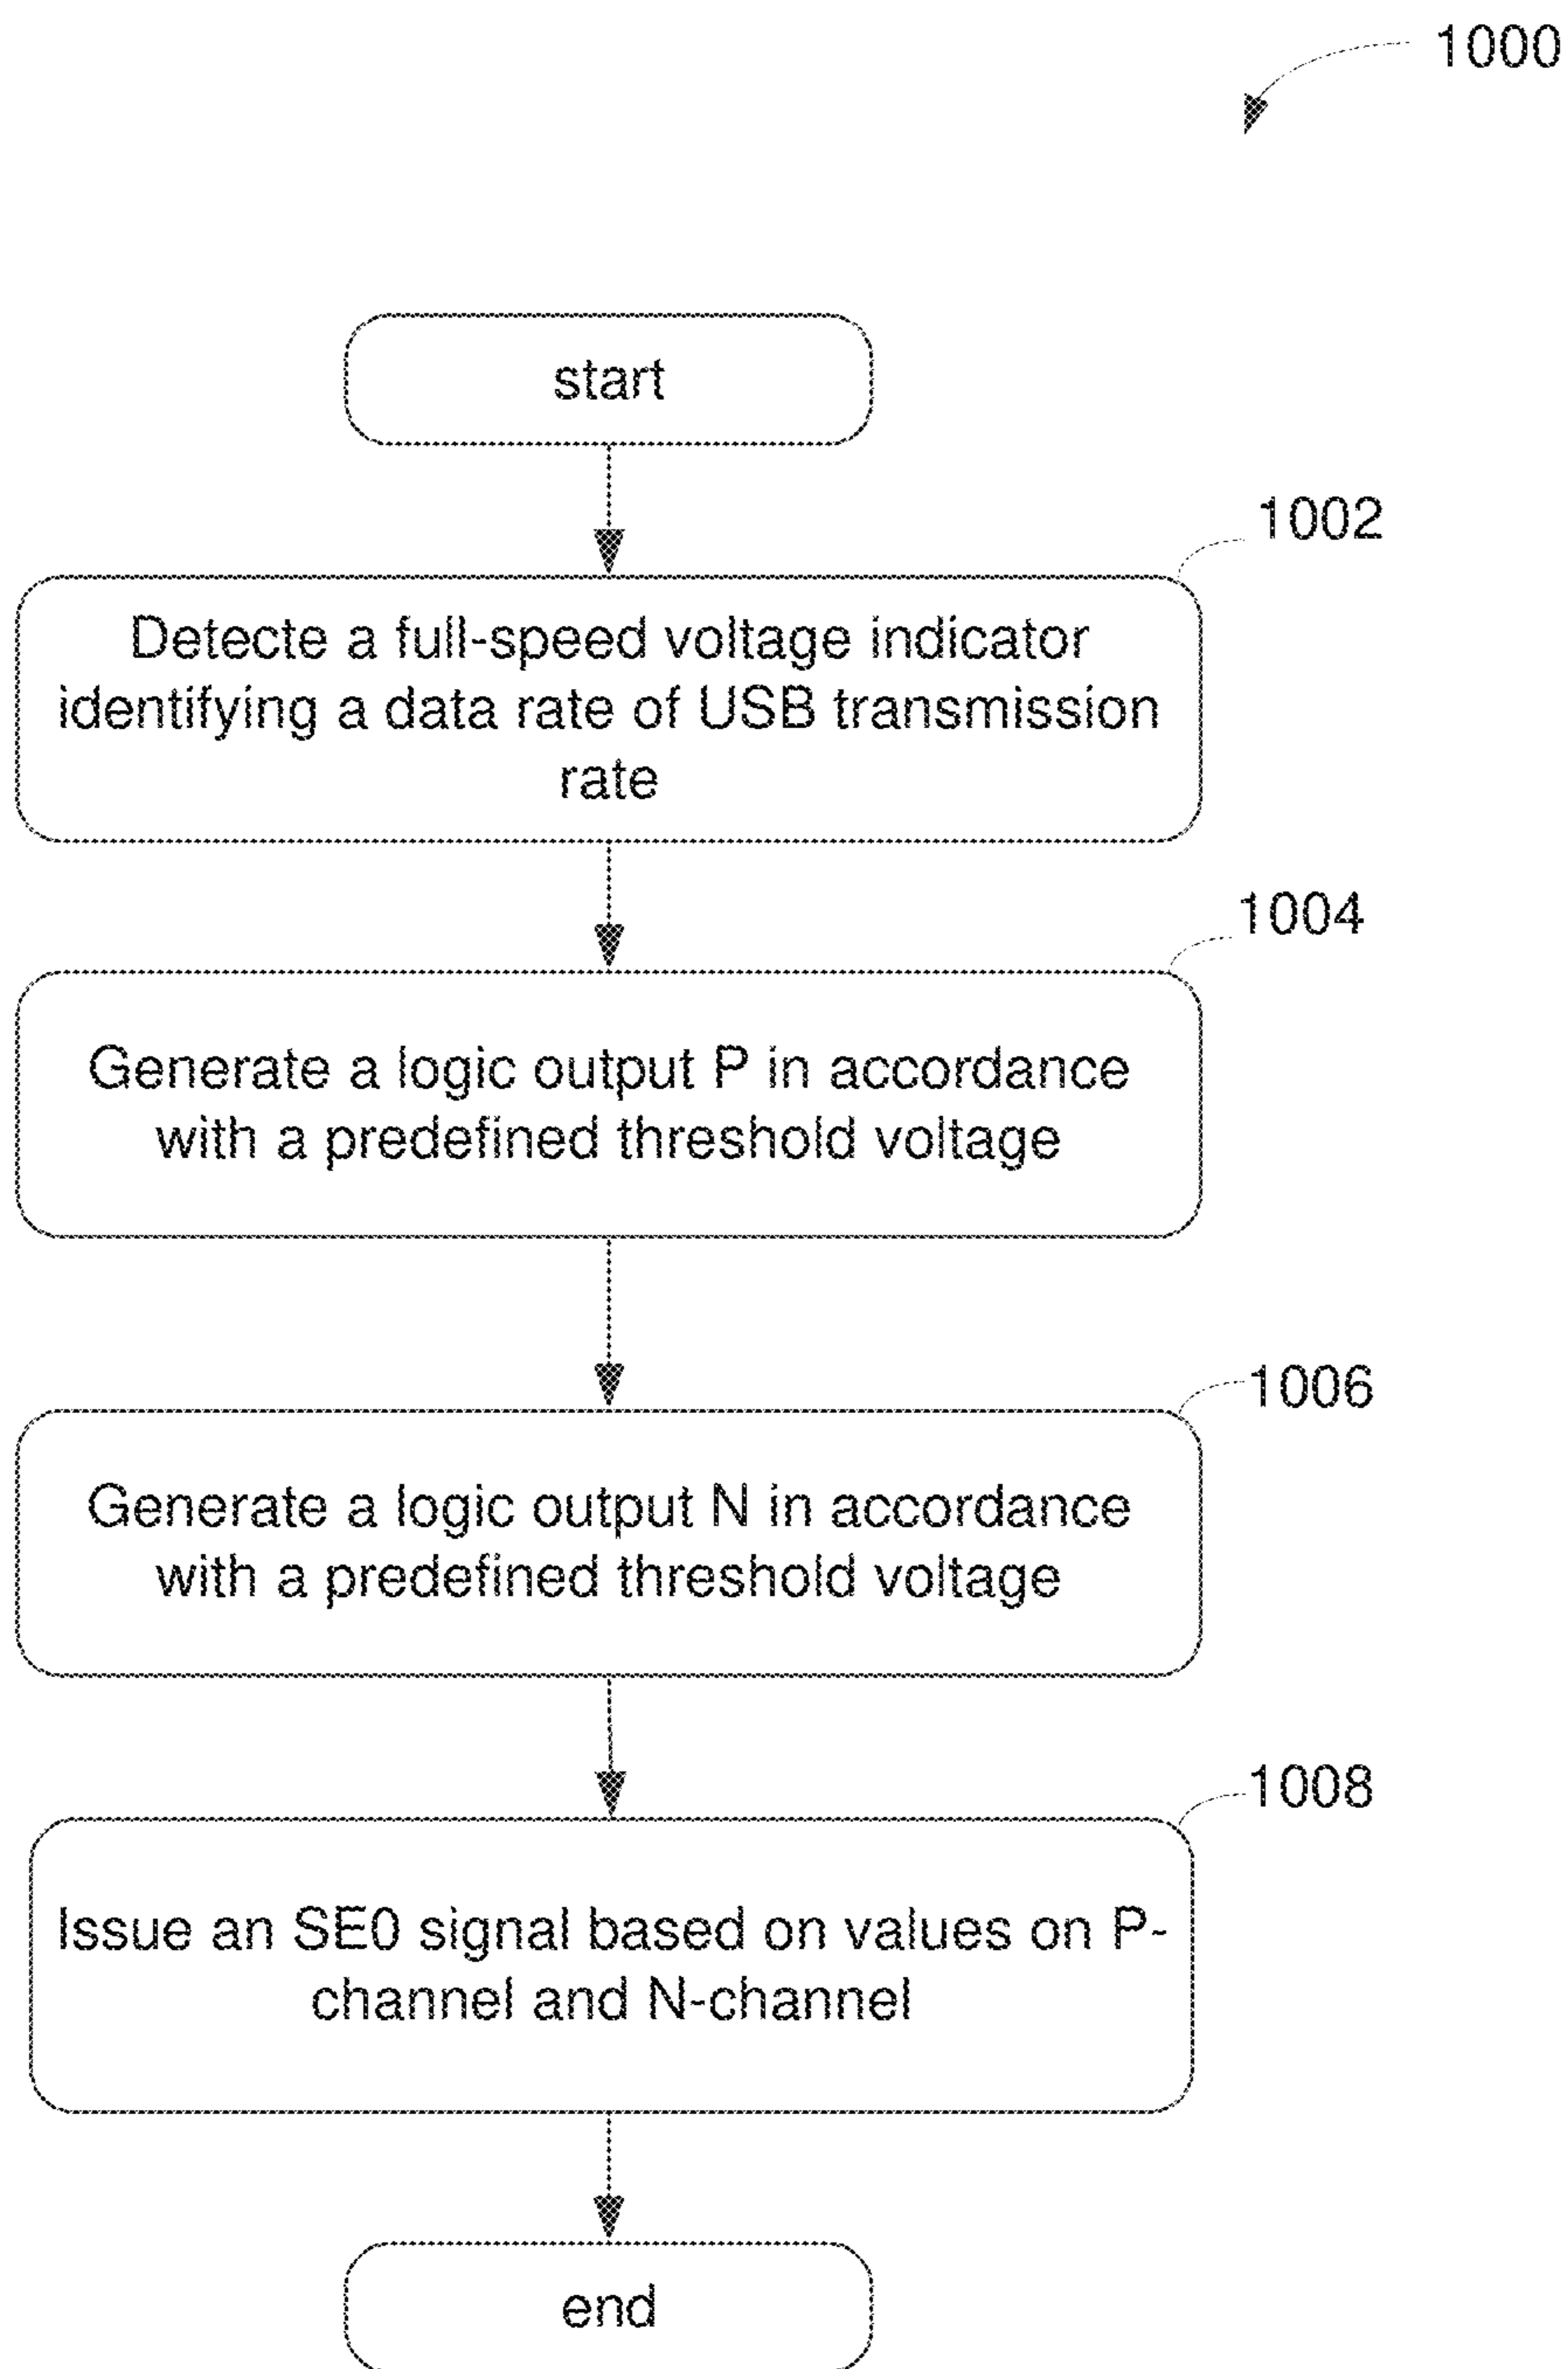 1000
start
1002
Detecte a full-speed voltage indicator
identifying a data rate of USB transmission
rate
1004
Generate a logic output P in accordance
with a predefined threshold voltage
1006
Generate a logic output N in accordance
with a predefined threshold voltage
1008
Issue an SE0 signal based on values on P-
channel and N-channel
end